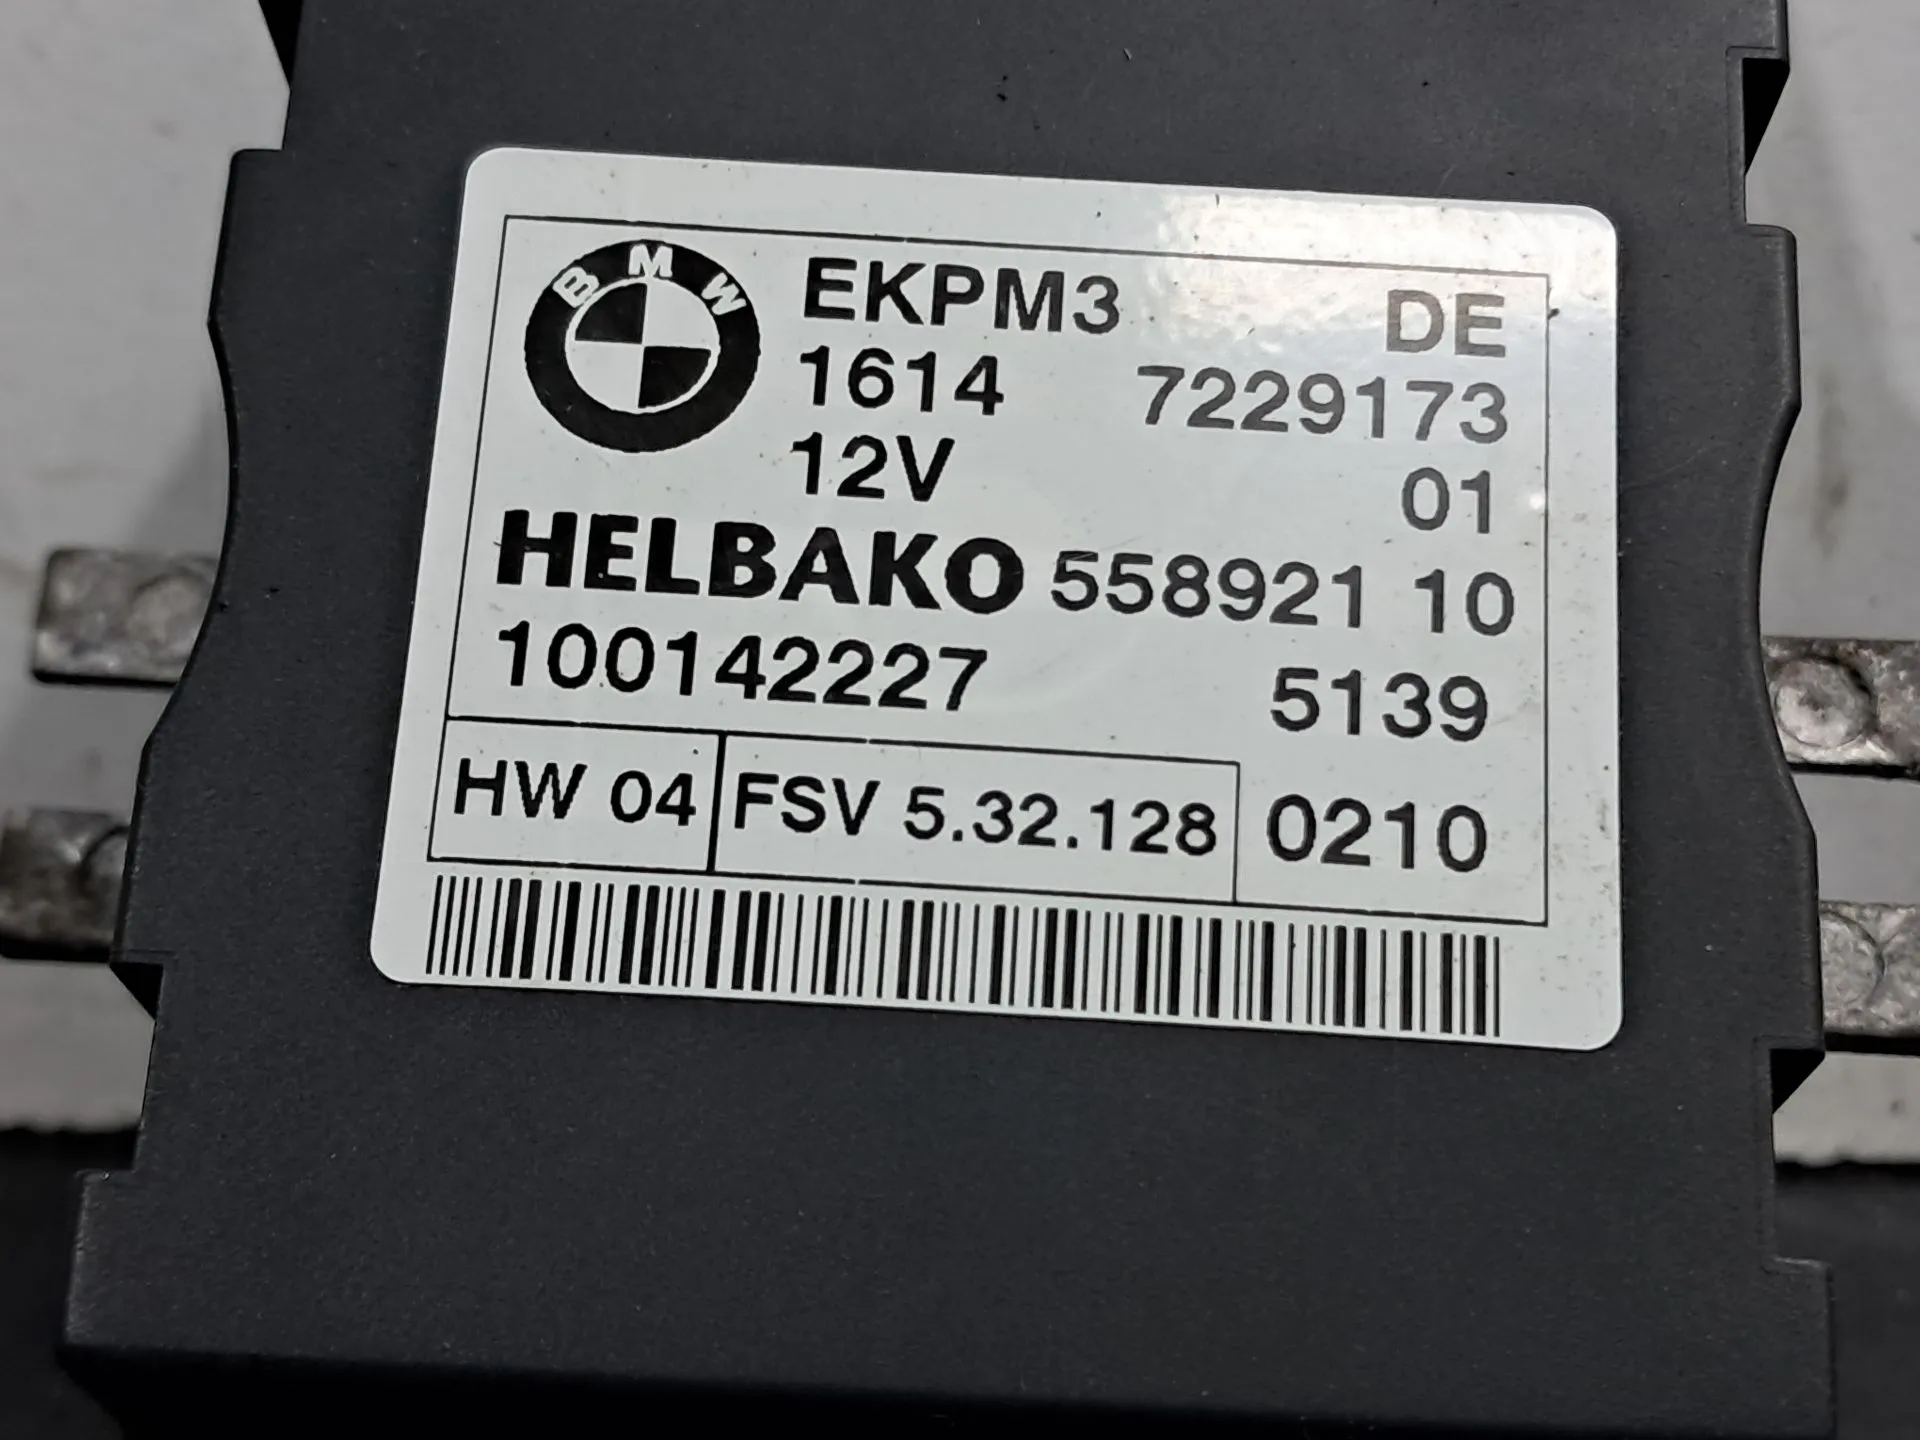 BMW
EKPM3 DE
1614 7229173
12V 01
HELBAKO 558921 10
100142227 5139
HW 04 FSV 5.32.128 0210